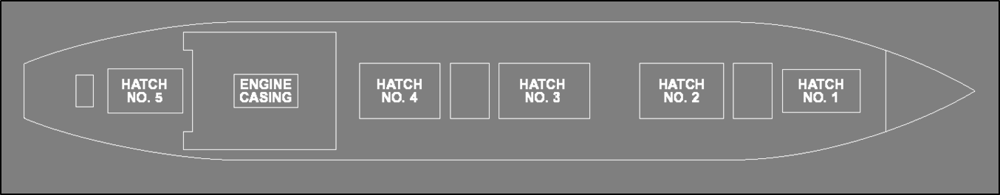 HATCH
NO. 5
ENGINE
CASING
HATCH
NO. 4
HATCH
NO. 3
HATCH
NO. 2
HATCH
NO. 1